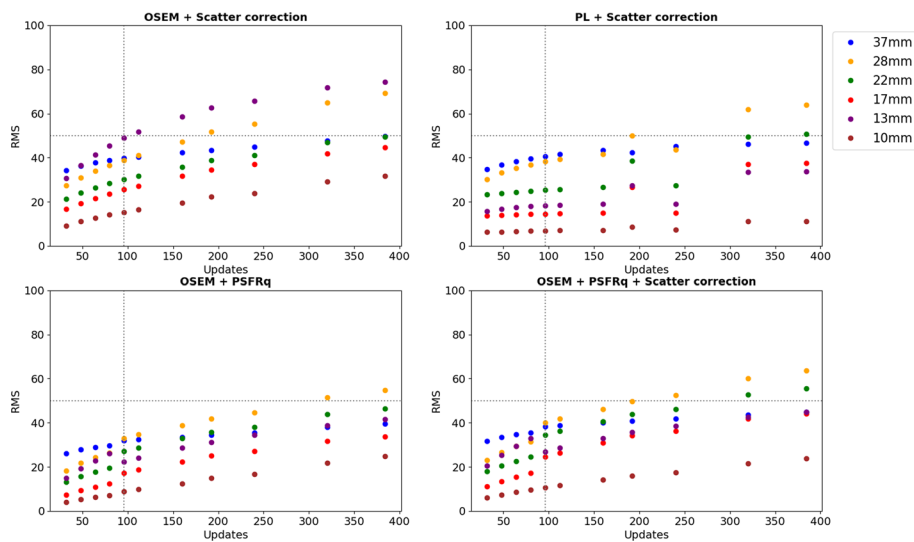 OSEM + Scatter correction
100
80
60
40
20
0
RMS
50 100 150 200 250 300 350 400
Updates
PL + Scatter correction
100
80
60
40
20
0
RMS
50 100 150 200 250 300 350 400
Updates
37mm
28mm
22mm
17mm
13mm
10mm
OSEM + PSFRq
100
80
60
40
20
0
RMS
50 100 150 200 250 300 350 400
Updates
OSEM + PSFRq + Scatter correction
100
80
60
40
20
0
RMS
50 100 150 200 250 300 350 400
Updates